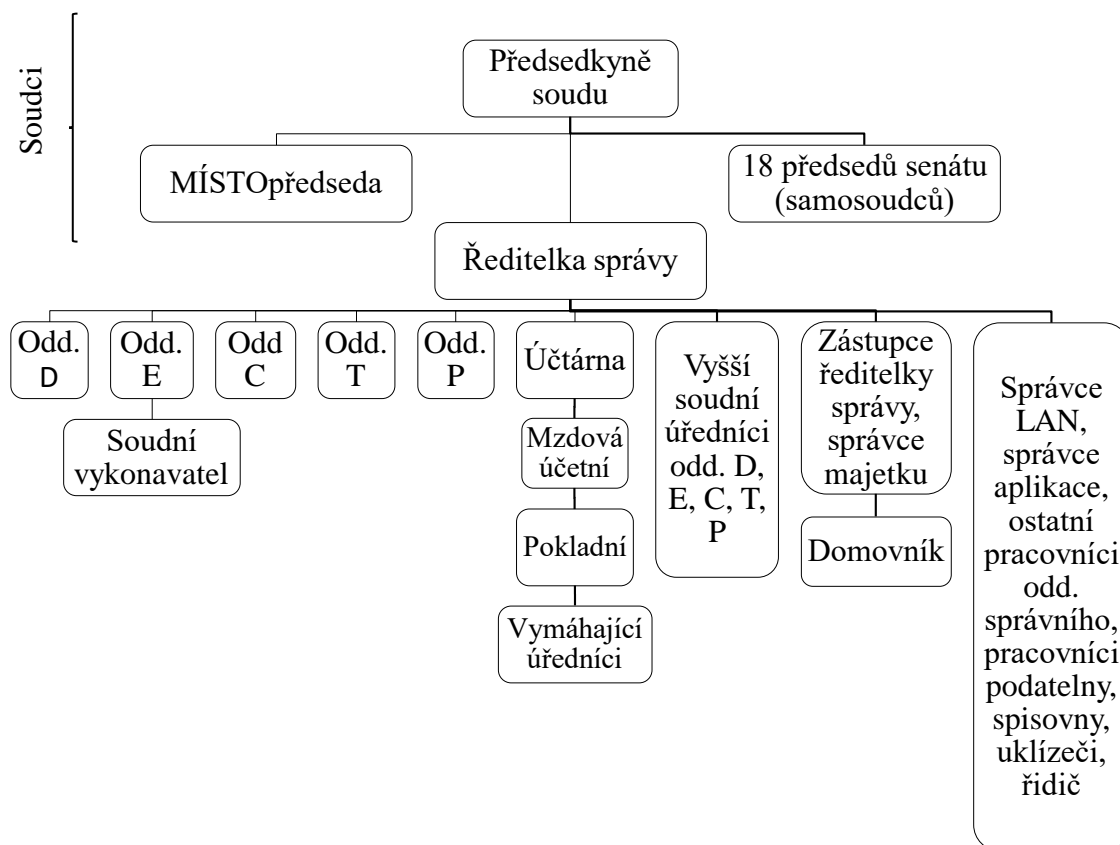 Soudci
Předsedkyně
soudu
MÍSTOpředseda
18 předsedů senátu
(samosoudců)
Ředitelka správy
Odd.
D
Odd.
E
Odd
C
Odd.
T
Odd.
P
Soudní
vykonavatel
Účtárna
Mzdová
účetní
Pokladní
Vymáhající
úředníci
Vyšší
soudní
úředníci
odd. D,
E, C, T,
P
Zástupce
ředitelky
správy,
správce
majetku
Domovník
Správce
LAN,
správce
aplikace,
ostatní
pracovníci
odd.
správního,
pracovníci
podatelny,
spisovny,
uklízeči,
řidič